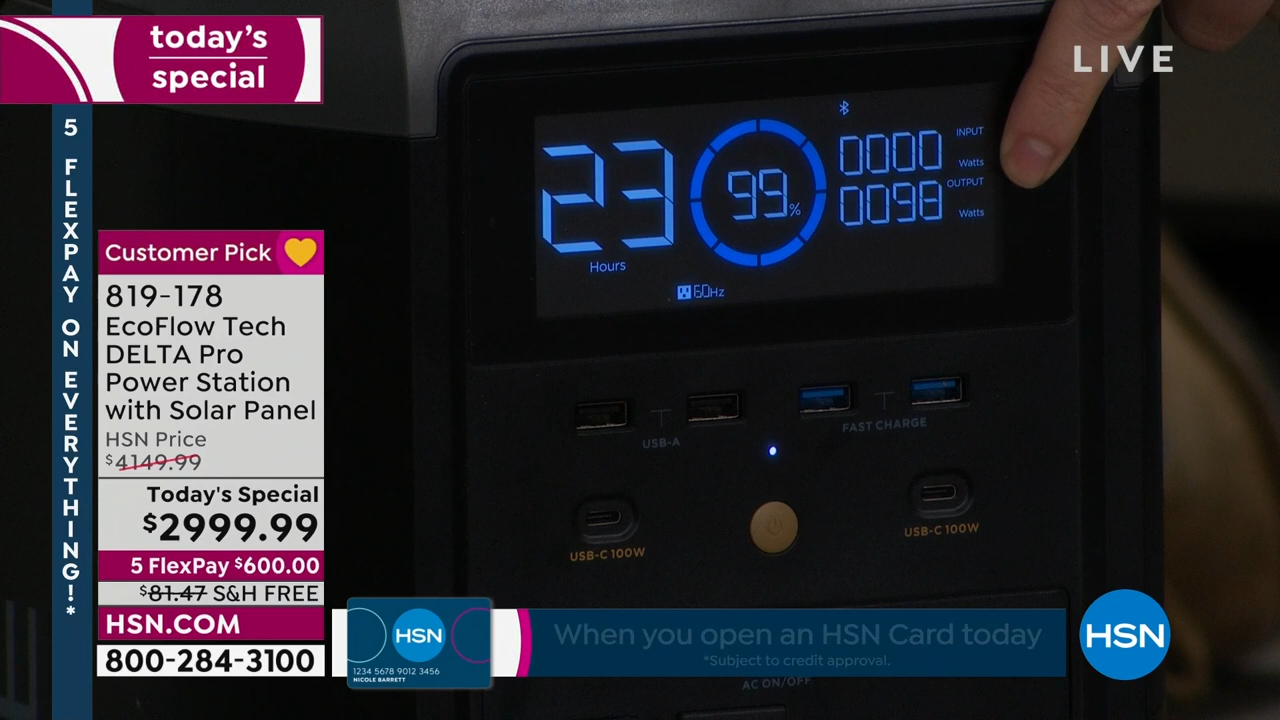 today's
special
LIVE
5 FLEXPAY ON EVERYTHING!*
Customer Pick
819-178
EcoFlow Tech
DELTA Pro
Power Station
with Solar Panel
HSN Price
$4149.99
Today's Special
$2999.99
5 FlexPay $600.00
$81.47 S&H FREE
HSN.COM
800-284-3100
23
Hours
99%
0000
INPUT
Watts
0098
OUTPUT
Watts
60Hz
USB-A
FAST CHARGE
USB-C 100W
USB-C 100W
HSN
1234 5678 9012 3456
NICOLE BARRETT
When you open an HSN Card today
*Subject to credit approval.
HSN
AC ON/OFF